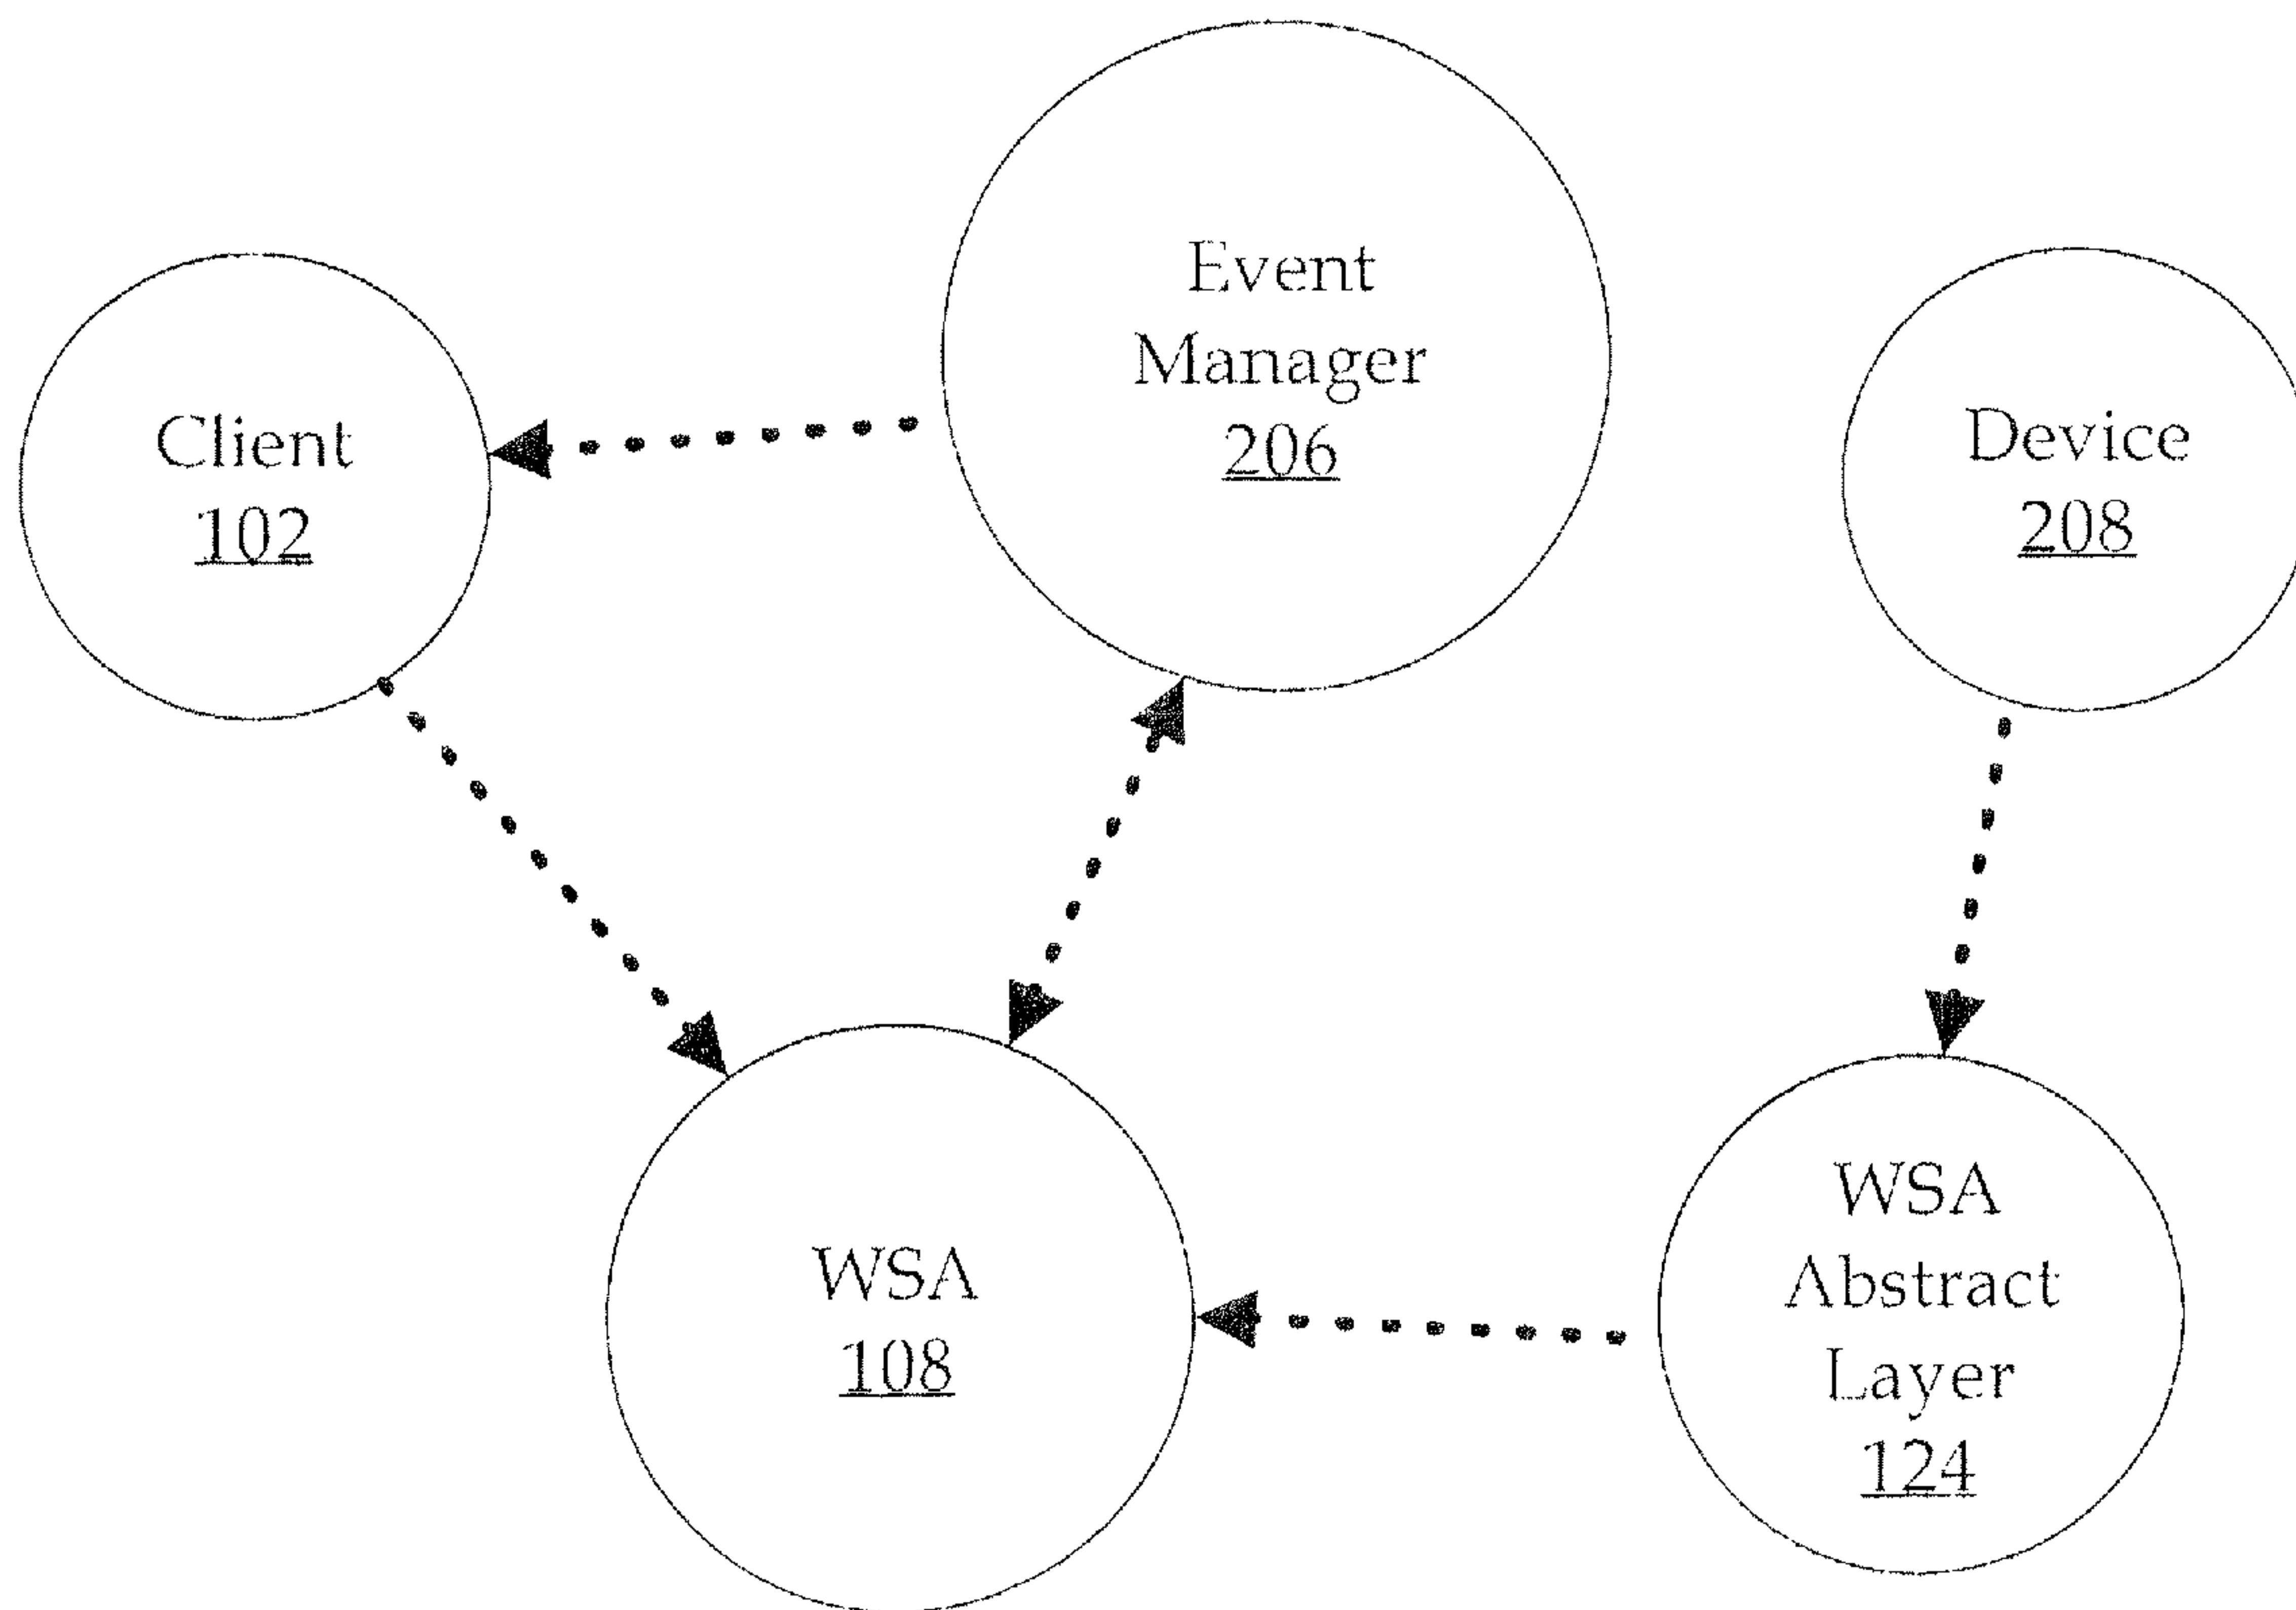 Event
Manager
206
Client
102
Device
208
WSA
108
WSA
Abstract
Layer
124